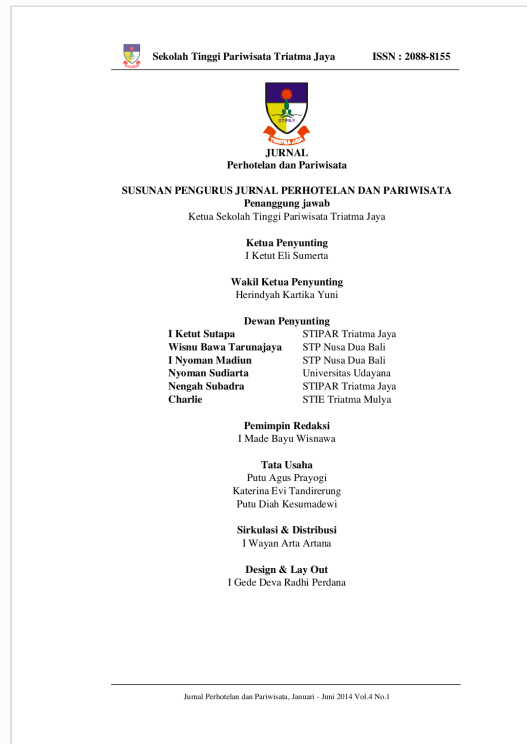 Sekolah Tinggi Pariwisata Triatma Jaya ISSN : 2088-8155
STIPAR
TRIATMA JAYA
JURNAL
Perhotelan dan Pariwisata
SUSUNAN PENGURUS JURNAL PERHOTELAN DAN PARIWISATA
Penanggung jawab
Ketua Sekolah Tinggi Pariwisata Triatma Jaya
Ketua Penyunting
I Ketut Eli Sumerta
Wakil Ketua Penyunting
Herindyah Kartika Yuni
Dewan Penyunting
I Ketut Sutapa STIPAR Triatma Jaya
Wisnu Bawa Tarunajaya STP Nusa Dua Bali
I Nyoman Madiun STP Nusa Dua Bali
Nyoman Sudiarta Universitas Udayana
Nengah Subadra STIPAR Triatma Jaya
Charlie STIE Triatma Mulya
Pemimpin Redaksi
I Made Bayu Wisnawa
Tata Usaha
Putu Agus Prayogi
Katerina Evi Tandirerung
Putu Diah Kesumadewi
Sirkulasi & Distribusi
I Wayan Arta Artana
Design & Lay Out
I Gede Deva Radhi Perdana
Jurnal Perhotelan dan Pariwisata, Januari - Juni 2014 Vol.4 No.1